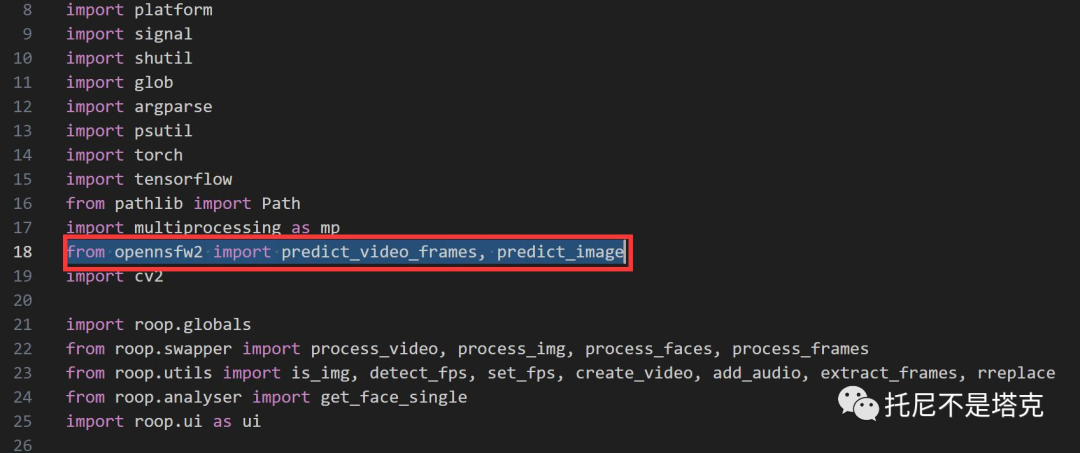 8 import platform
9 import signal
10 import shutil
11 import glob
12 import argparse
13 import psutil
14 import torch
15 import tensorflow
16 from pathlib import Path
17 import multiprocessing as mp
18 from opennsfw2 import predict_video_frames, predict_image
19 import cv2
20
21 import roop.globals
22 from roop.swapper import process_video, process_img, process_faces, process_frames
23 from roop.utils import is_img, detect_fps, set_fps, create_video, add_audio, extract_frames, rreplace
24 from roop.analyser import get_face_single
25 import roop.ui as ui
26
托尼不是塔克